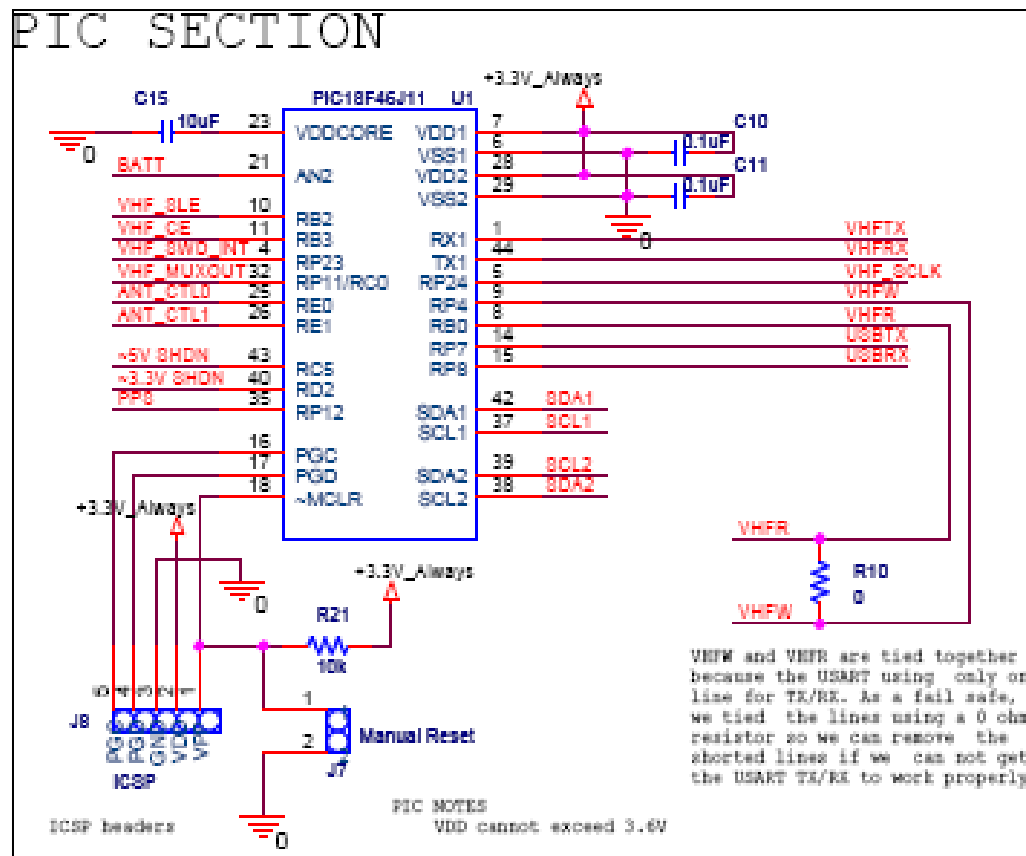 PIC SECTION
+3.3V_Always
C15
10uF
0
PIC18F46J11 U1
23 VDDCORE
BATT 21 AN2
VHF_SLE 10 RB2
VHF_CE 11 RB3
VHF_SWD_INT 4 RP23
VHF_MUXOUT 32 RP11/RC0
ANT_CTL0 25 RE0
ANT_CTL1 26 RE1
~5V SHDN 43 RC5
~3.3V SHDN 40 RD2
PPS 35 RP12
16 PGC
17 PGD
18 ~MCLR
VDD1 7
VSS1 6
VDD2 28
VSS2 29
C10
0.1uF
C11
0.1uF
0
RX1 1 VHFTX
TX1 44 VHFRX
RP24 5 VHF_SCLK
RP4 9 VHFW
RB0 8 VHFR
RP7 14 USBTX
RP8 15 USBRX
SDA1 42 SDA1
SCL1 37 SCL1
SDA2 39 SCL2
SCL2 38 SDA2
+3.3V_Always
0
+3.3V_Always
R21
10k
VHFR
R10
0
VHFW
J8
5 4 3 2 1
ICSP
1
2
Manual Reset
J7
0
VHFW and VHFR are tied together
because the USART using only on
line for TX/RX. As a fail safe,
we tied the lines using a 0 ohm
resistor so we can remove the
shorted lines if we can not get
the USART TX/RX to work properly
ICSP headers
PIC NOTES
VDD cannot exceed 3.6V